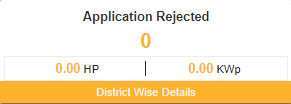 Application Rejected
0
0.00 HP | 0.00 KWp
District Wise Details